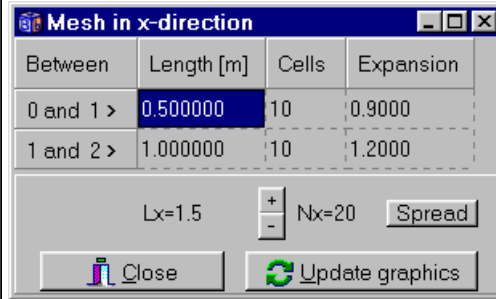 Mesh in x-direction
Between Length [m] Cells Expansion
0 and 1 > 0.500000 10 0.9000
1 and 2 > 1.000000 10 1.2000
Lx=1.5 + - Nx=20 Spread
Close Update graphics